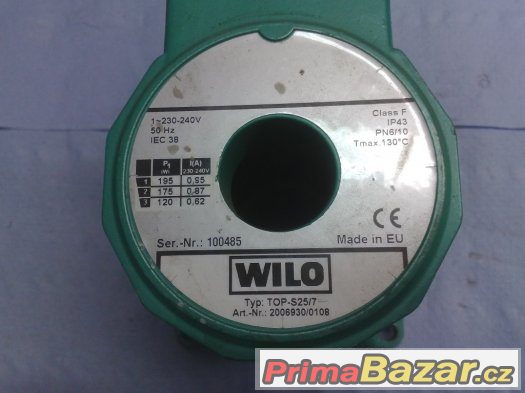 1~230-240V
50 Hz
IEC 38
Class F
IP43
PN6/10
Tmax.130°C
P1 (W) I(A) 230-240V
1 195 0,95
2 175 0,87
3 120 0,62
CE
Ser.-Nr.: 100485
Made in EU
WILO
Typ: TOP-S25/7
Art.-Nr.: 2006930/0108
PrimaBazar.cz